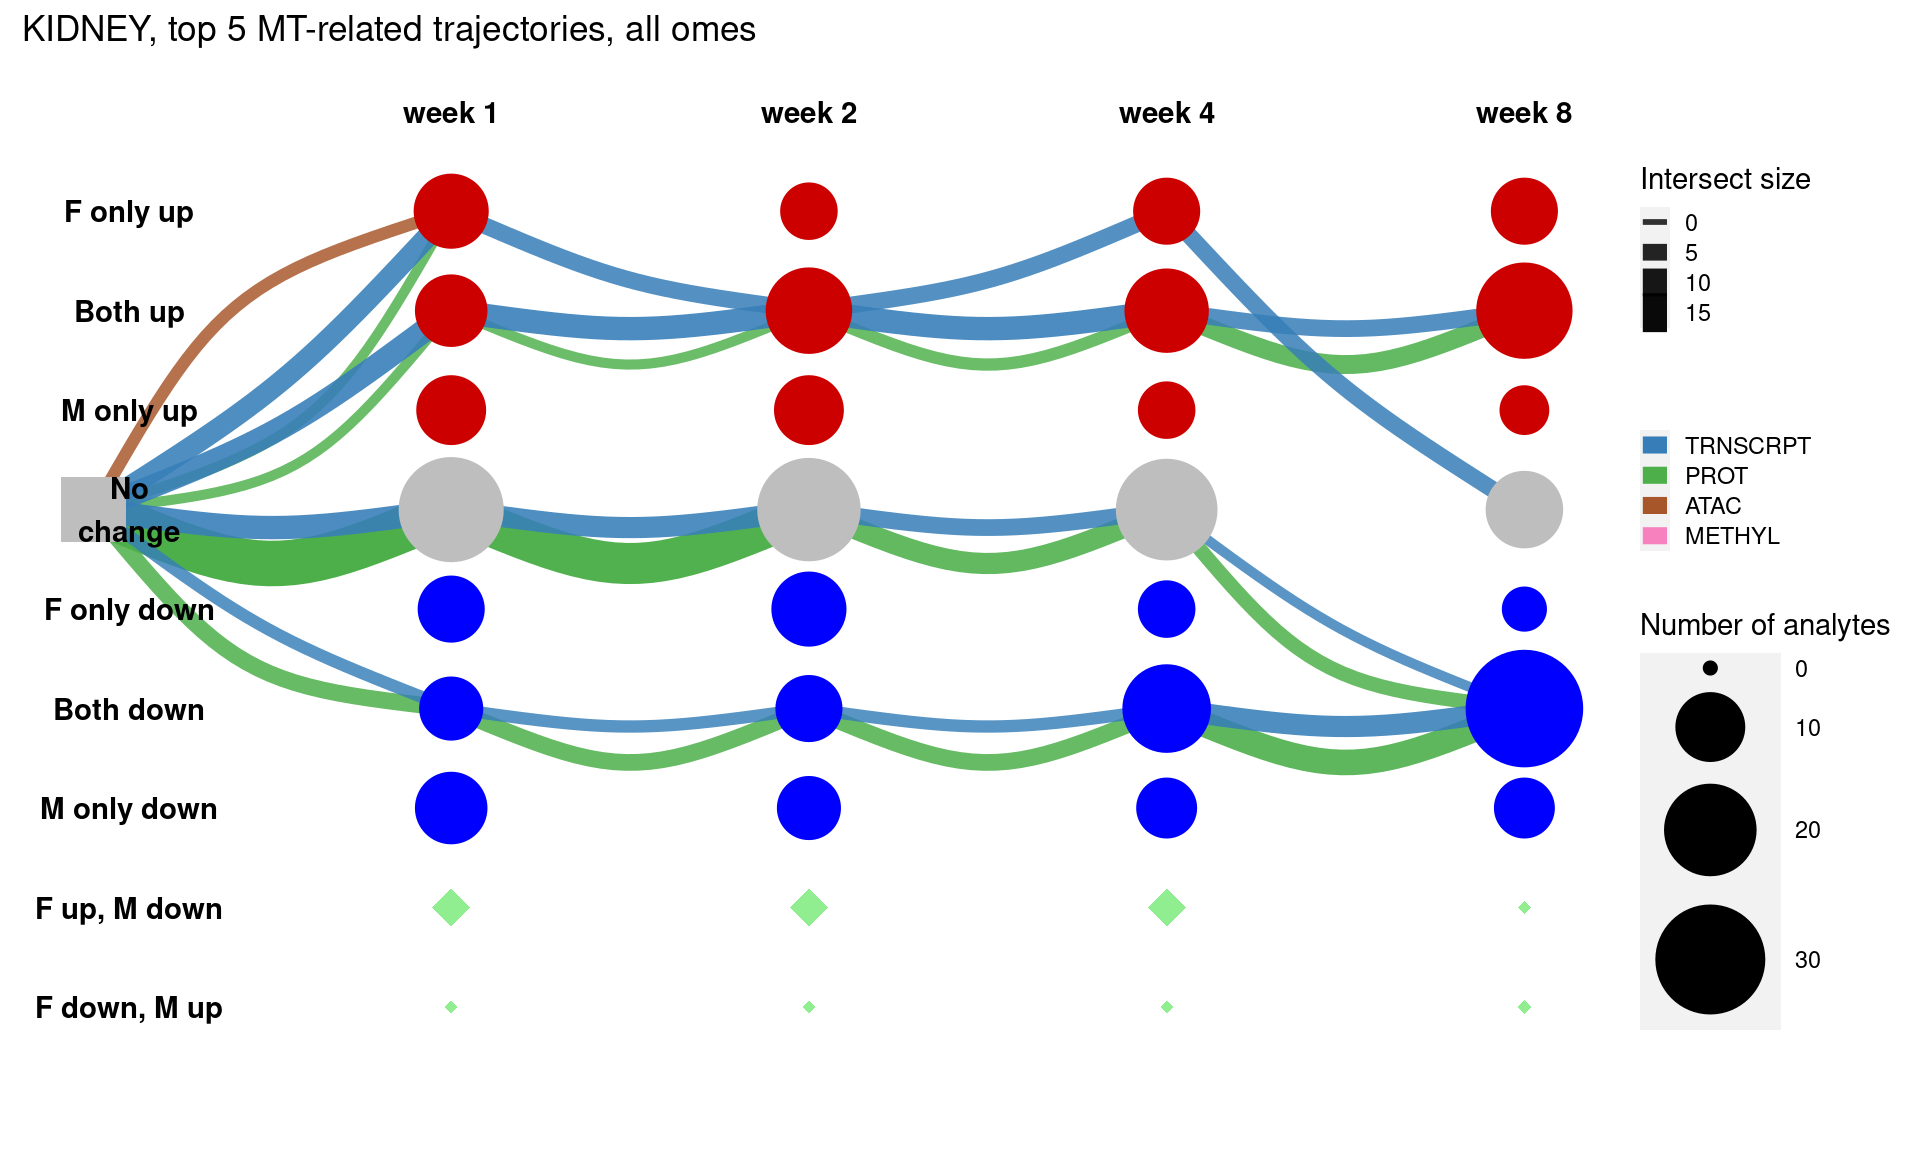 KIDNEY, top 5 MT-related trajectories, all omes
week 1
week 2
week 4
week 8
F only up
Both up
M only up
No
change
F only down
Both down
M only down
F up, M down
F down, M up
Intersect size
0
5
10
15
TRNSCRPT
PROT
ATAC
METHYL
Number of analytes
0
10
20
30